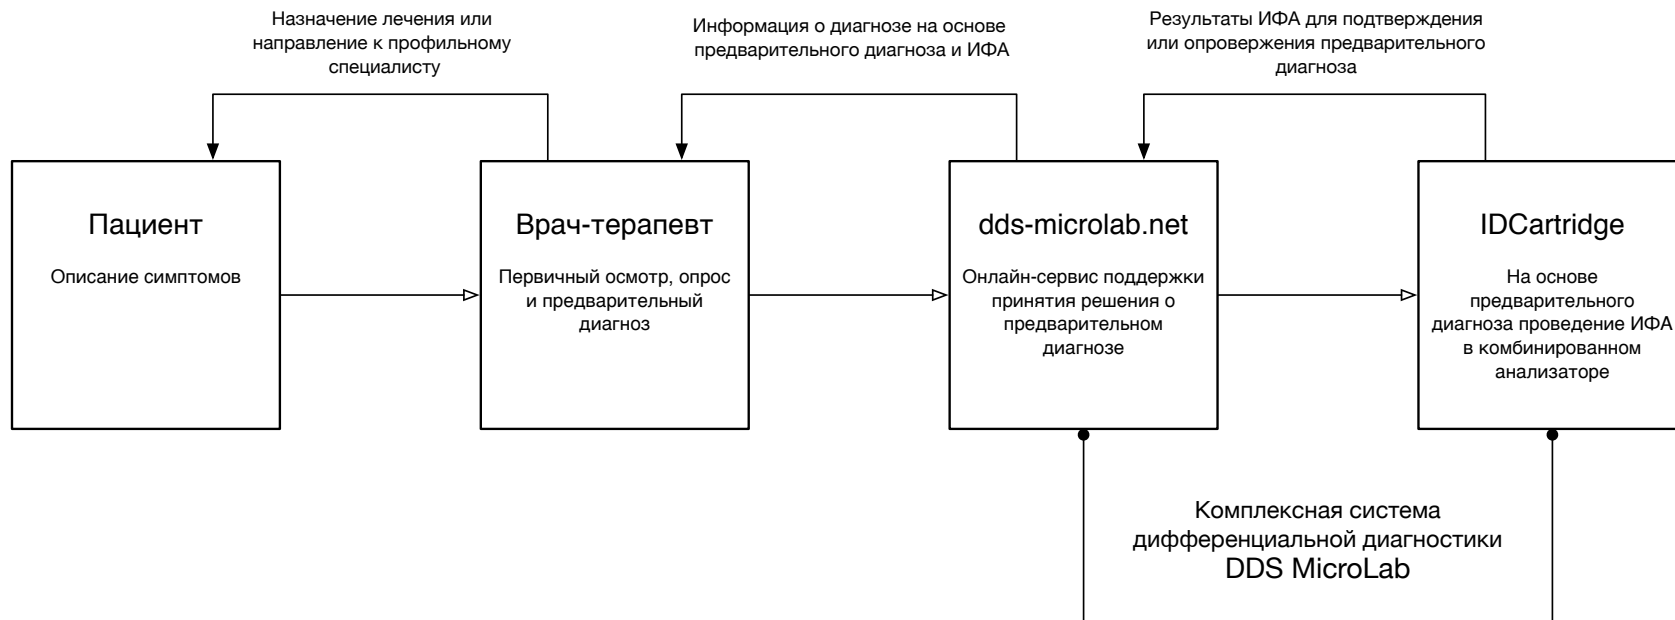 Назначение лечения или
направление к профильному
специалисту
Информация о диагнозе на основе
предварительного диагноза и ИФА
Результаты ИФА для подтверждения
или опровержения предварительного
диагноза
Пациент
Описание симптомов
Врач-терапевт
Первичный осмотр, опрос
и предварительный
диагноз
dds-microlab.net
Онлайн-сервис поддержки
принятия решения о
предварительном
диагнозе
IDCartridge
На основе
предварительного
диагноза проведение ИФА
в комбинированном
анализаторе
Комплексная система
дифференциальной диагностики
DDS MicroLab